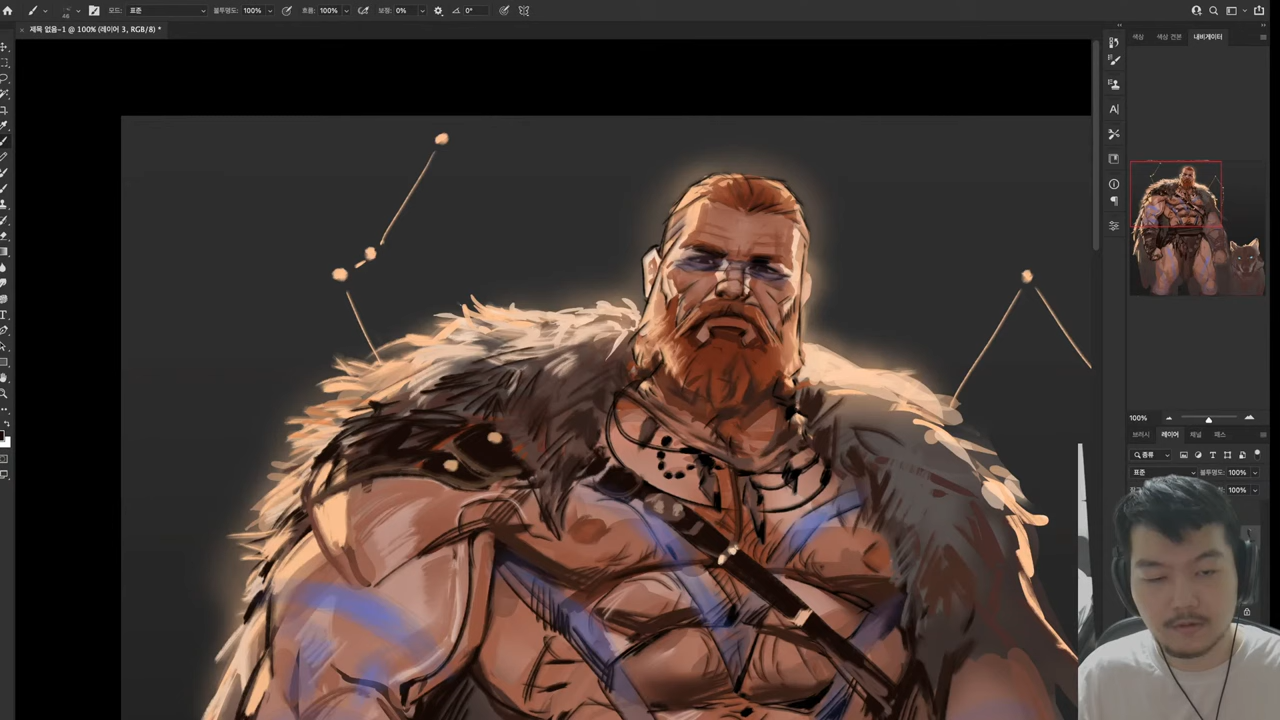 48 모드: 표준 불투명도: 100% 흐름: 100% 보정: 0% 0°
제목 없음-1 @ 100% (레이어 3, RGB/8) *
색상 색상 견본 내비게이터
100%
브러시 레이어 채널 패스
종류
표준 불투명도: 100%
100%